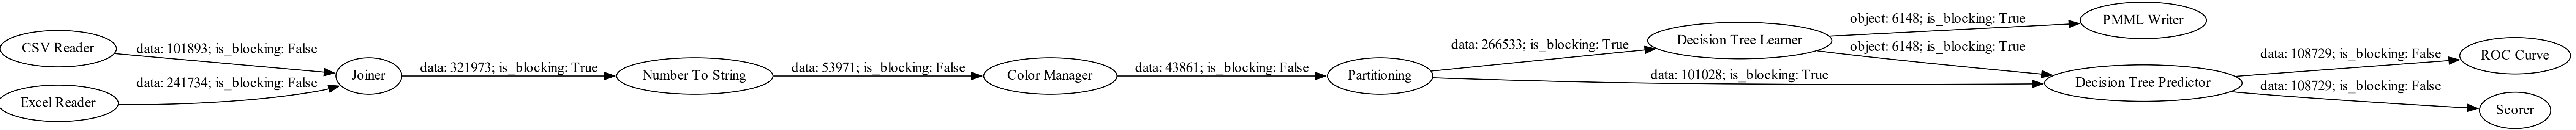 CSV Reader
data: 101893; is_blocking: False
Excel Reader
data: 241734; is_blocking: False
Joiner
data: 321973; is_blocking: True
Number To String
data: 53971; is_blocking: False
Color Manager
data: 43861; is_blocking: False
Partitioning
data: 266533; is_blocking: True
data: 101028; is_blocking: True
Decision Tree Learner
object: 6148; is_blocking: True
object: 6148; is_blocking: True
PMML Writer
Decision Tree Predictor
data: 108729; is_blocking: False
data: 108729; is_blocking: False
ROC Curve
Scorer